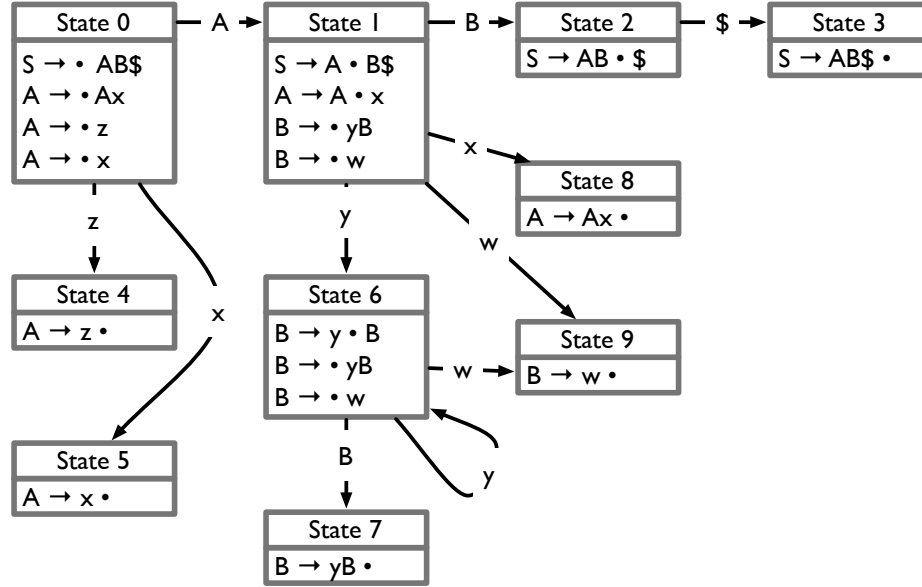 State 0
S → • AB$
A → • Ax
A → • z
A → • x
A
State 1
S → A • B$
A → A • x
B → • yB
B → • w
B
State 2
S → AB • $
$
State 3
S → AB$ •
x
State 8
A → Ax •
z
y
w
State 4
A → z •
x
State 6
B → y • B
B → • yB
B → • w
w
State 9
B → w •
State 5
A → x •
B
y
State 7
B → yB •